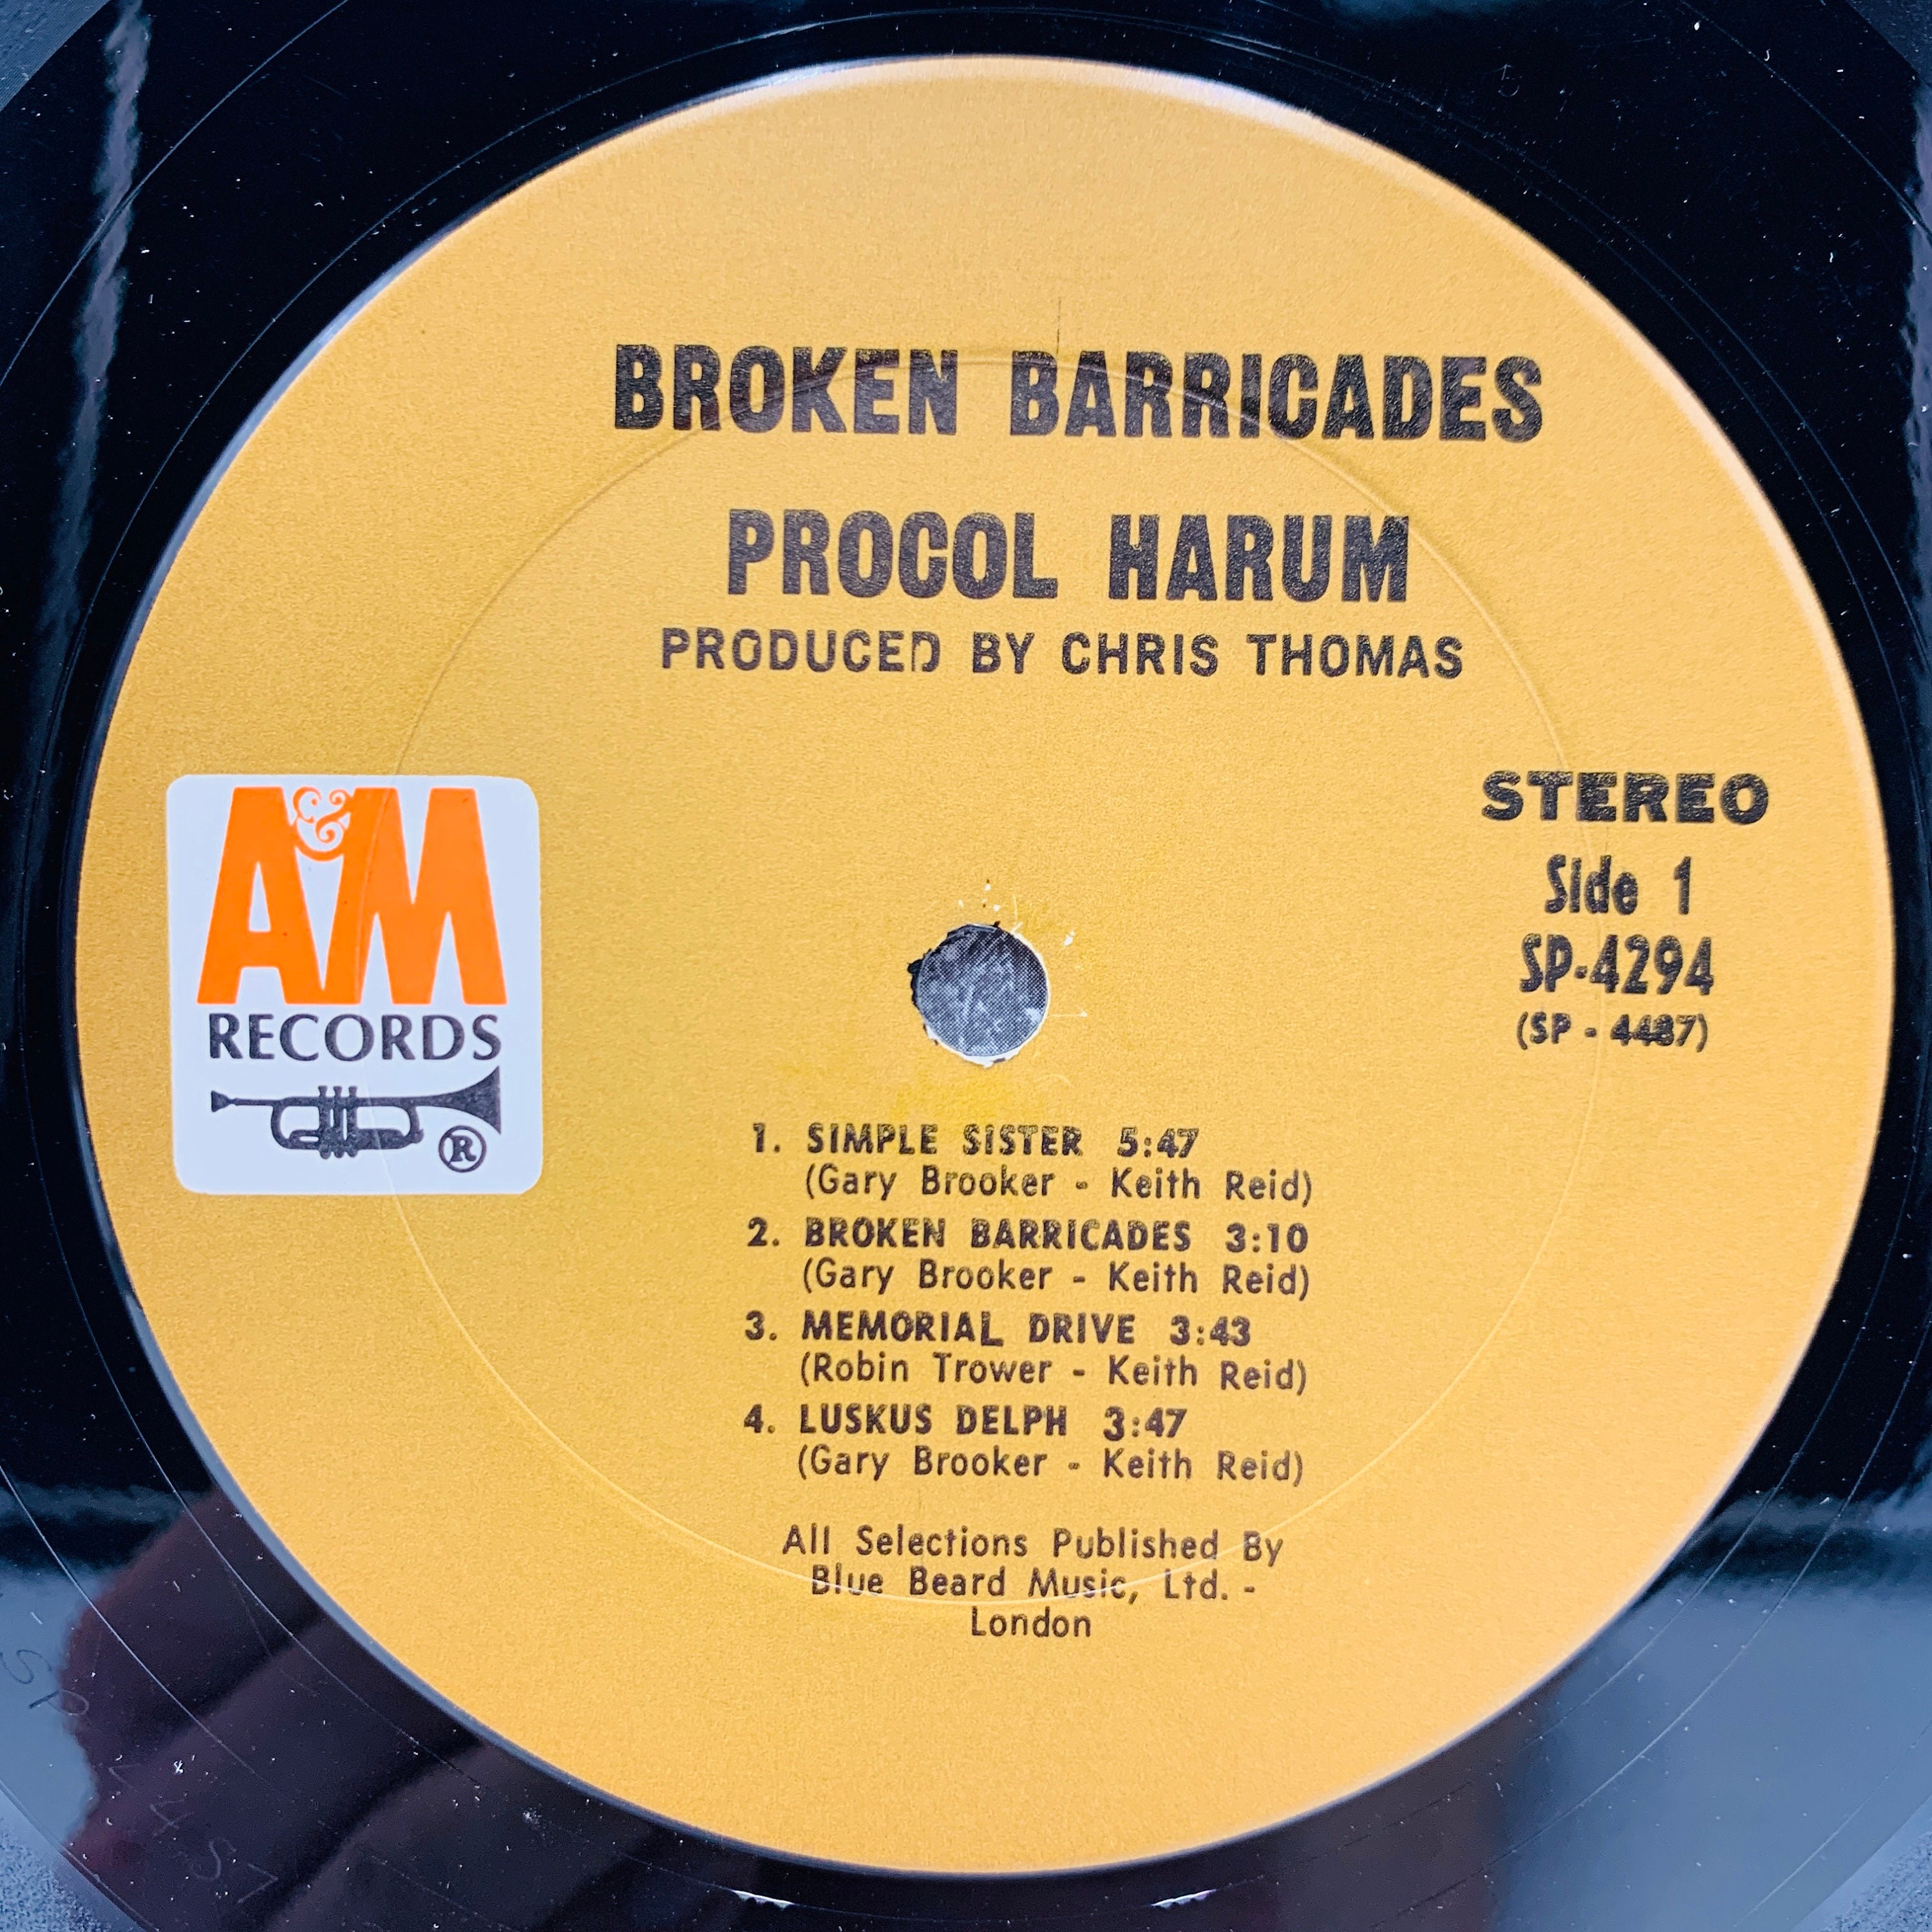 BROKEN BARRICADES
PROCOL HARUM
PRODUCED BY CHRIS THOMAS
A&M
RECORDS
®
STEREO
Side 1
SP-4294
(SP - 4487)
1. SIMPLE SISTER 5:47
(Gary Brooker - Keith Reid)
2. BROKEN BARRICADES 3:10
(Gary Brooker - Keith Reid)
3. MEMORIAL DRIVE 3:43
(Robin Trower - Keith Reid)
4. LUSKUS DELPH 3:47
(Gary Brooker - Keith Reid)
All Selections Published By
Blue Beard Music, Ltd. -
London